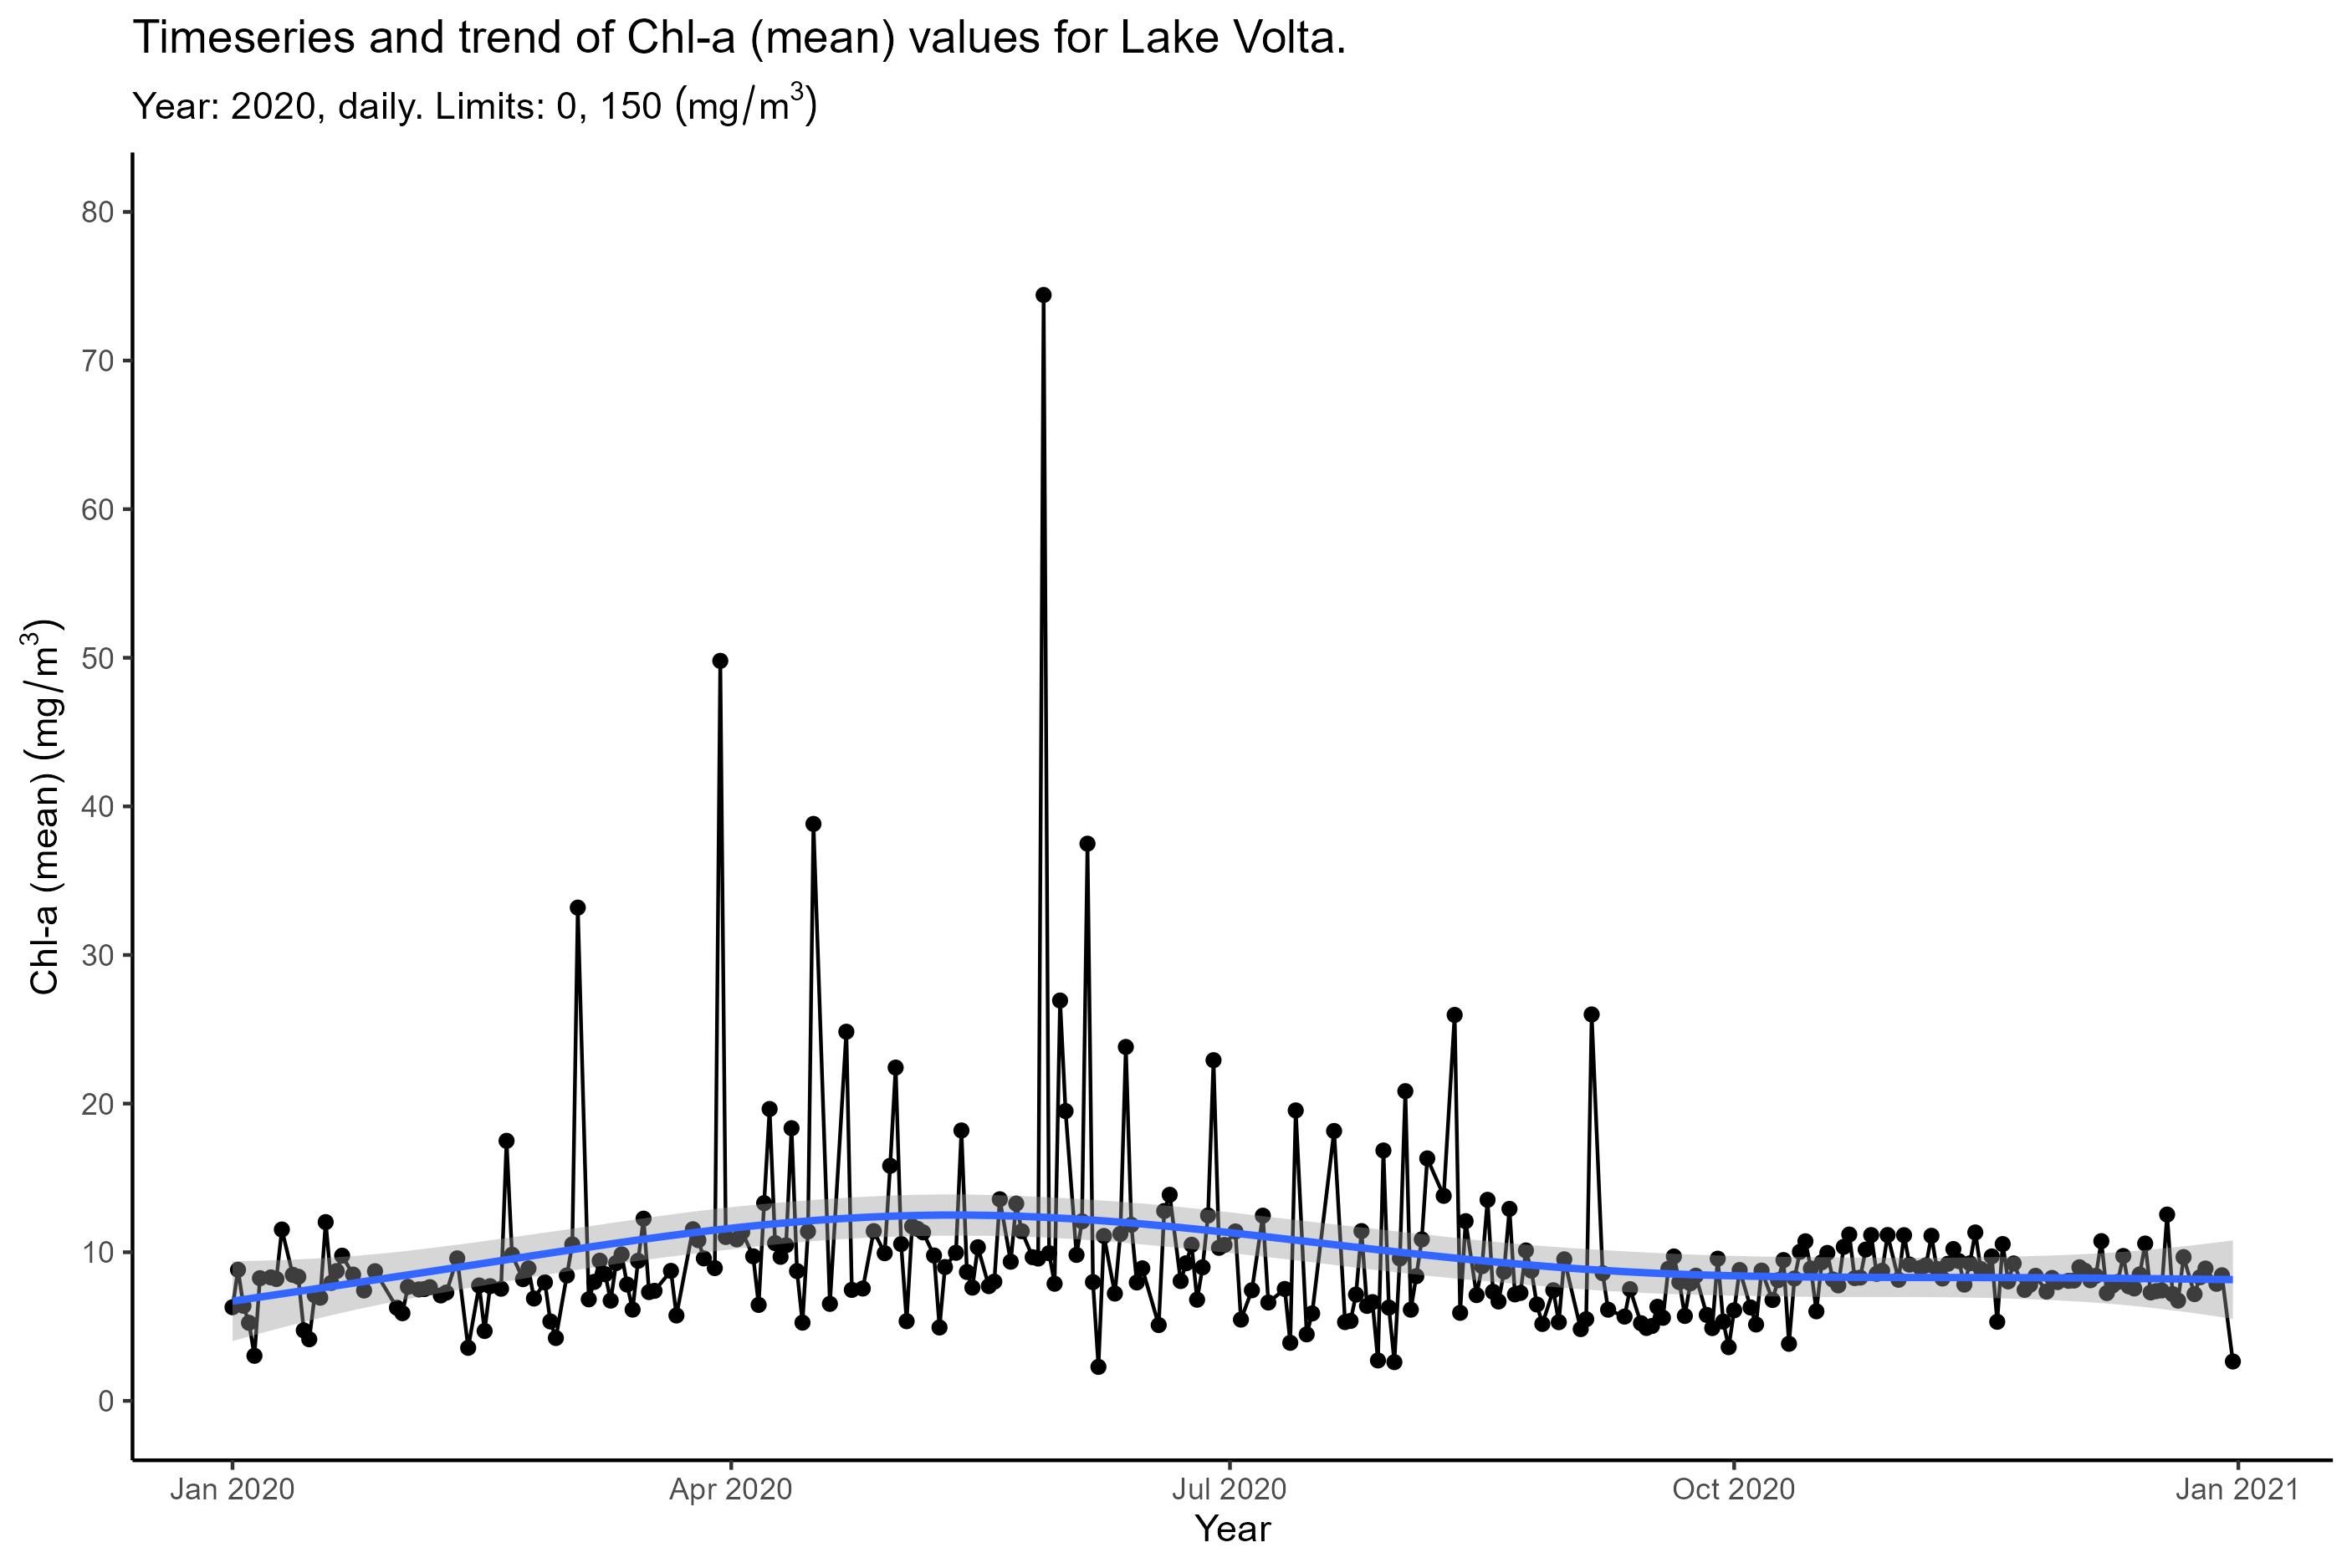 Timeseries and trend of Chl-a (mean) values for Lake Volta.
Year: 2020, daily. Limits: 0, 150 (mg/m³)
Chl-a (mean) (mg/m³)
80
70
60
50
40
30
20
10
0
Jan 2020
Apr 2020
Jul 2020
Oct 2020
Jan 2021
Year